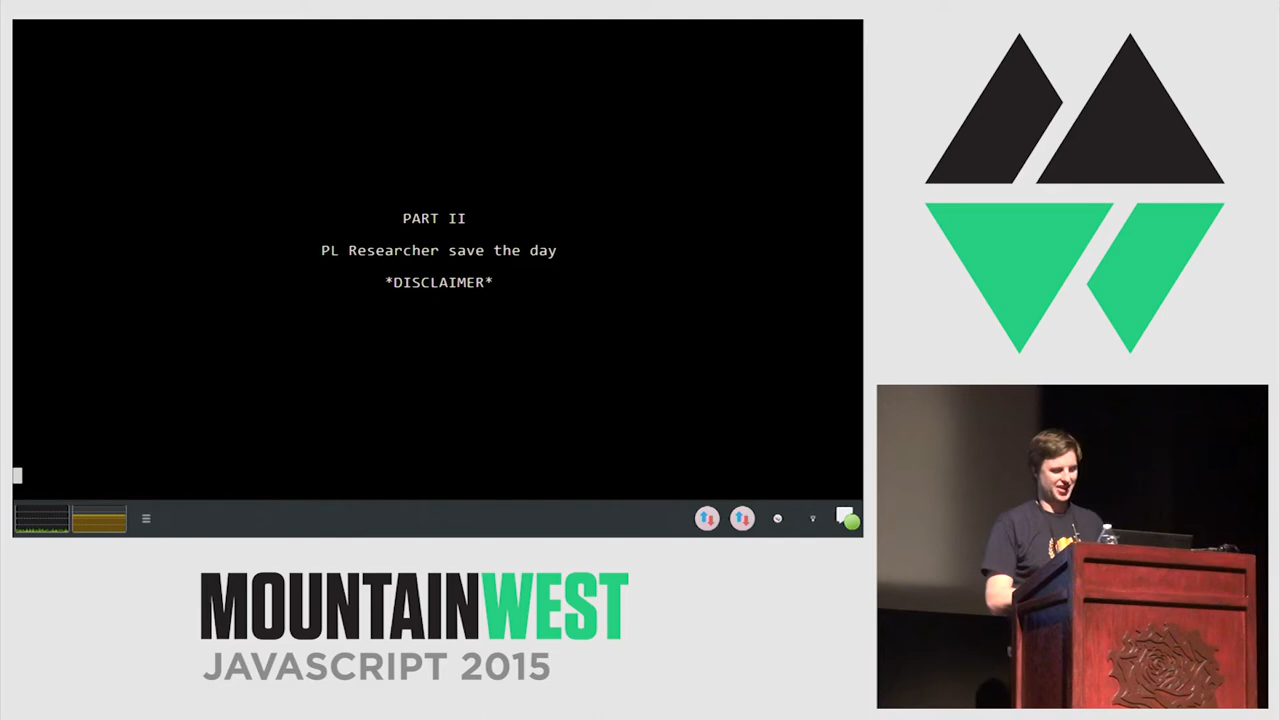 PART II
PL Researcher save the day
*DISCLAIMER*
MOUNTAINWEST
JAVASCRIPT 2015